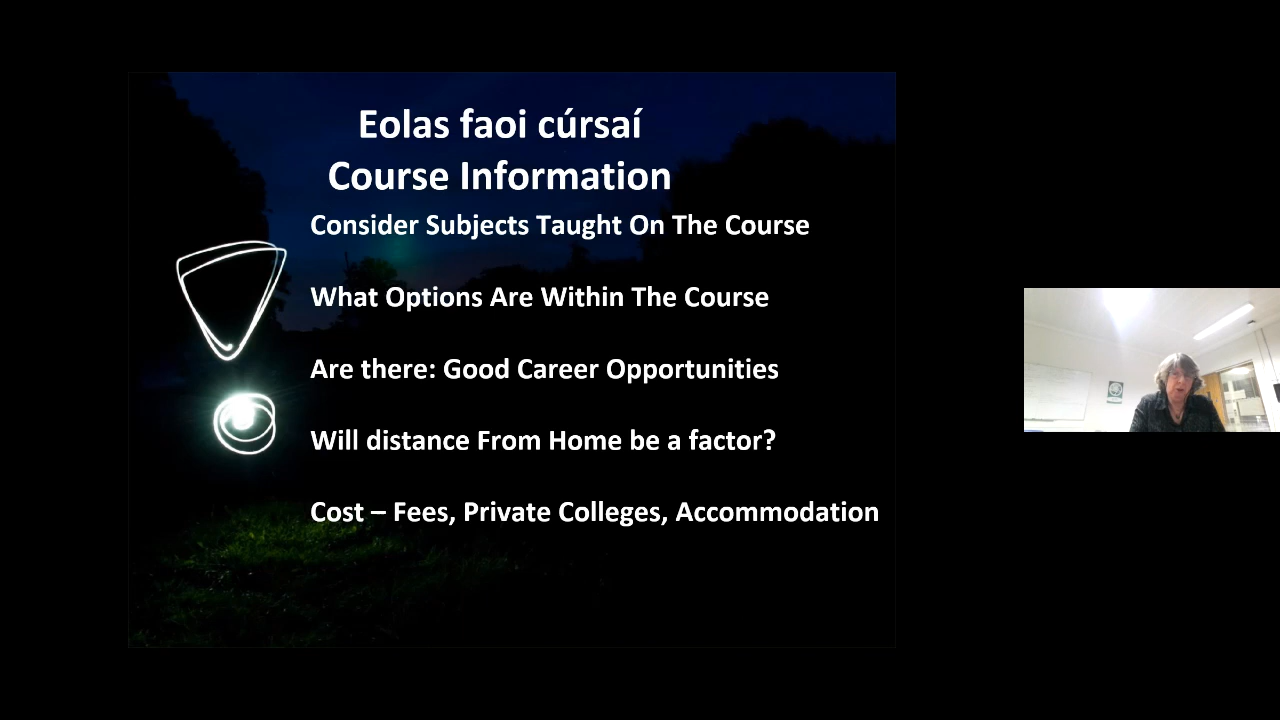 Eolas faoi cúrsaí
Course Information
Consider Subjects Taught On The Course
What Options Are Within The Course
Are there: Good Career Opportunities
Will distance From Home be a factor?
Cost – Fees, Private Colleges, Accommodation